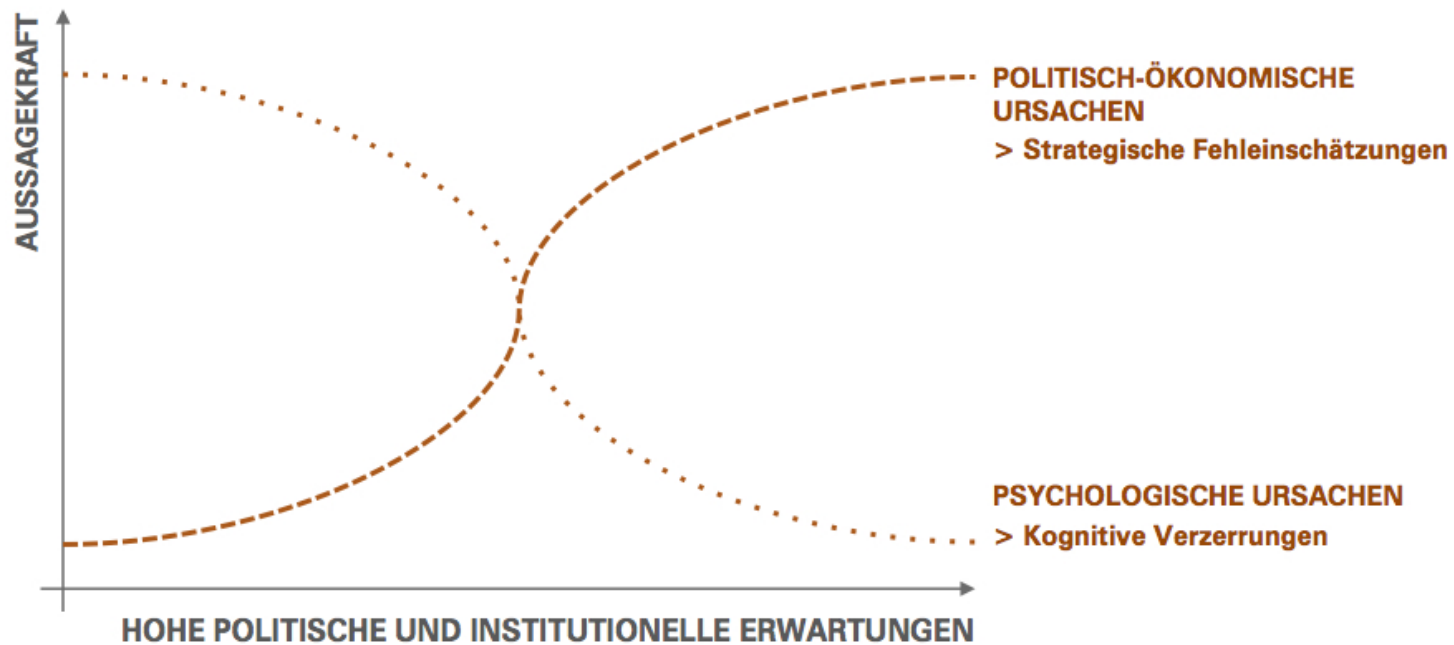 AUSSAGEKRAFT
POLITISCH-ÖKONOMISCHE
URSACHEN
> Strategische Fehleinschätzungen
PSYCHOLOGISCHE URSACHEN
> Kognitive Verzerrungen
HOHE POLITISCHE UND INSTITUTIONELLE ERWARTUNGEN